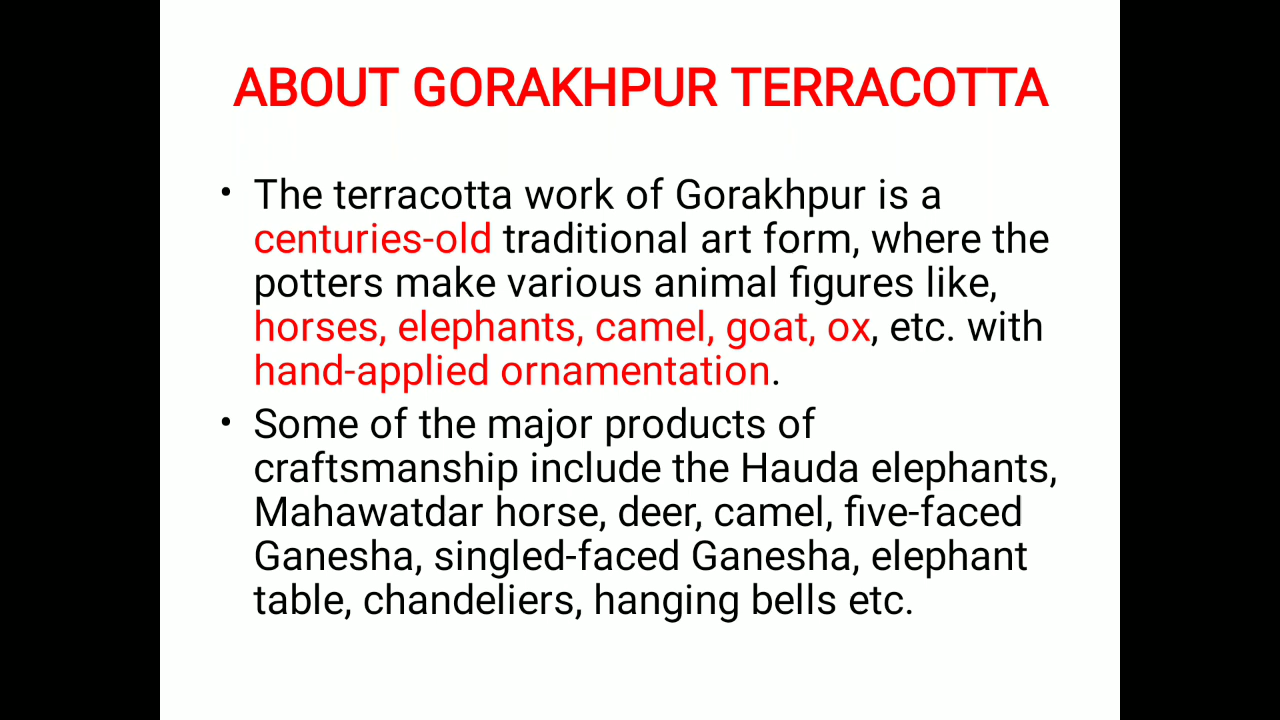 ABOUT GORAKHPUR TERRACOTTA
• The terracotta work of Gorakhpur is a
centuries-old traditional art form, where the
potters make various animal figures like,
horses, elephants, camel, goat, ox, etc. with
hand-applied ornamentation.
• Some of the major products of
craftsmanship include the Hauda elephants,
Mahawatdar horse, deer, camel, five-faced
Ganesha, singled-faced Ganesha, elephant
table, chandeliers, hanging bells etc.